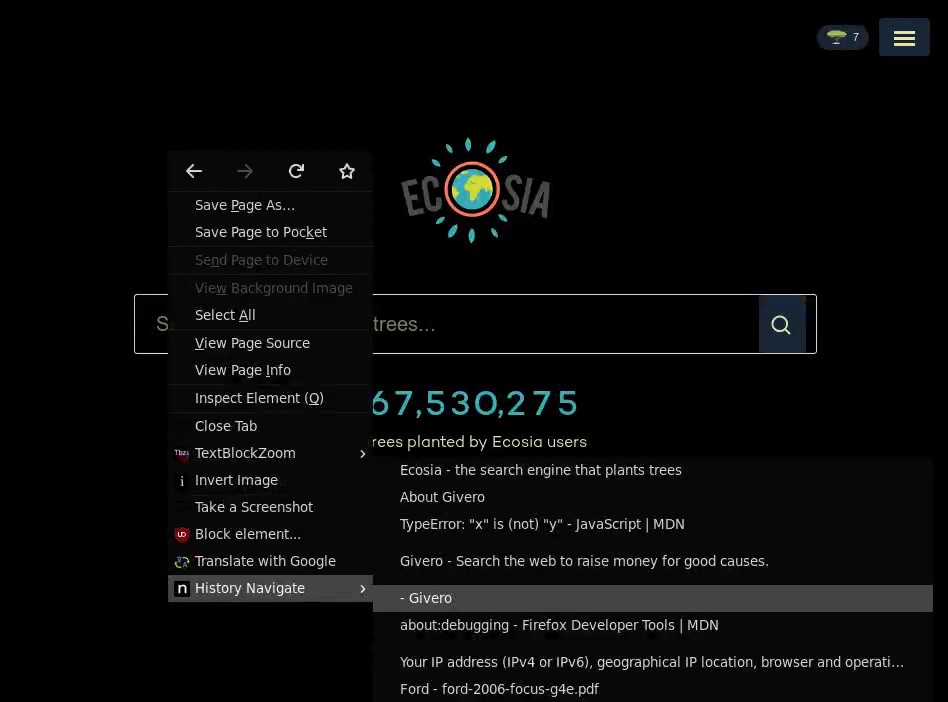 7
ECOSIA
Save Page As...
Save Page to Pocket
Send Page to Device
View Background Image
Select All
trees...
View Page Source
View Page Info
Inspect Element (Q)
67,530,275
Close Tab
rees planted by Ecosia users
TextBlockZoom
Invert Image
Take a Screenshot
Block element...
Translate with Google
History Navigate
Ecosia - the search engine that plants trees
About Givero
TypeError: "x" is (not) "y" - JavaScript | MDN
Givero - Search the web to raise money for good causes.
- Givero
about:debugging - Firefox Developer Tools | MDN
Your IP address (IPv4 or IPv6), geographical IP location, browser and operati...
Ford - ford-2006-focus-g4e.pdf